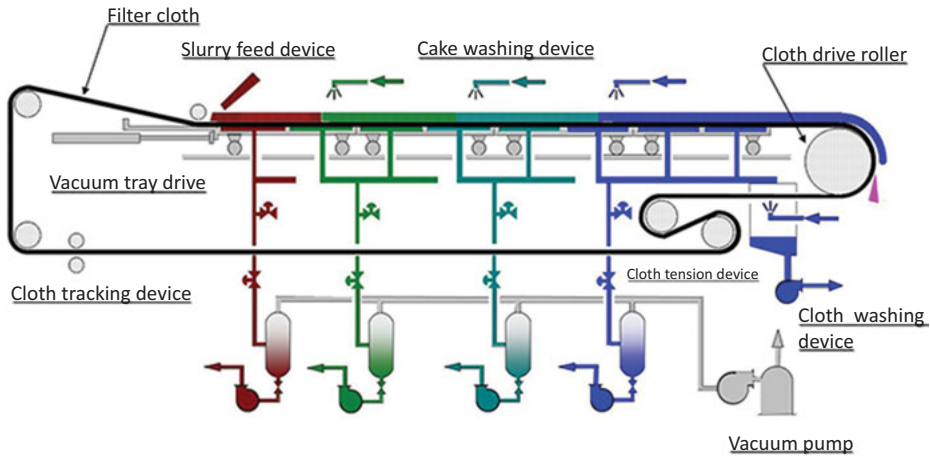 Filter cloth
Slurry feed device
Cake washing device
Cloth drive roller
Vacuum tray drive
Cloth tension device
Cloth tracking device
Cloth washing
device
Vacuum pump